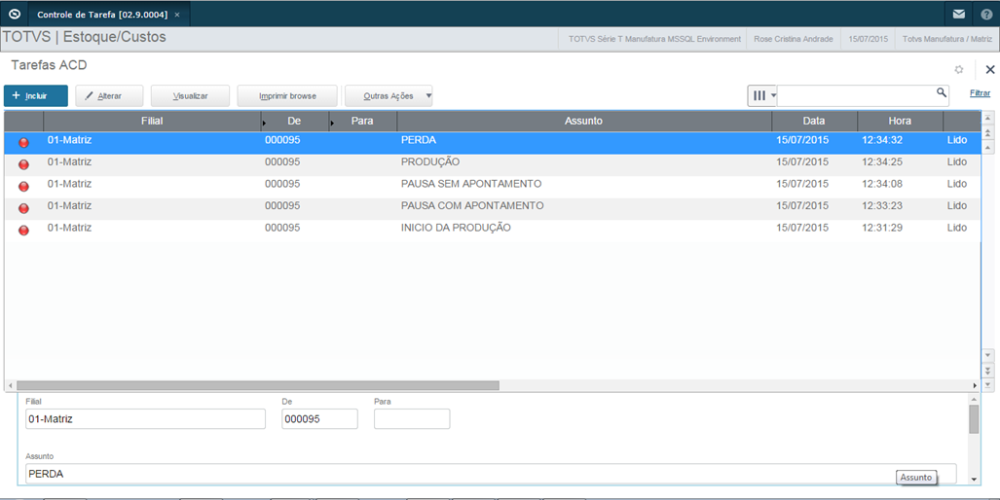 Controle de Tarefa [02.9.0004] ×
TOTVS | Estoque/Custos TOTVS Série T Manufatura MSSQL Environment Rose Cristina Andrade 15/07/2015 Totvs Manufatura / Matriz
Tarefas ACD
+ Incluir Alterar Visualizar Imprimir browse Outras Ações Filtrar
Filial De Para Assunto Data Hora
01-Matriz 000095 PERDA 15/07/2015 12:34:32 Lido
01-Matriz 000095 PRODUÇÃO 15/07/2015 12:34:25 Lido
01-Matriz 000095 PAUSA SEM APONTAMENTO 15/07/2015 12:34:08 Lido
01-Matriz 000095 PAUSA COM APONTAMENTO 15/07/2015 12:33:23 Lido
01-Matriz 000095 INICIO DA PRODUÇÃO 15/07/2015 12:31:29 Lido
Filial De Para
01-Matriz 000095
Assunto
PERDA
Assunto